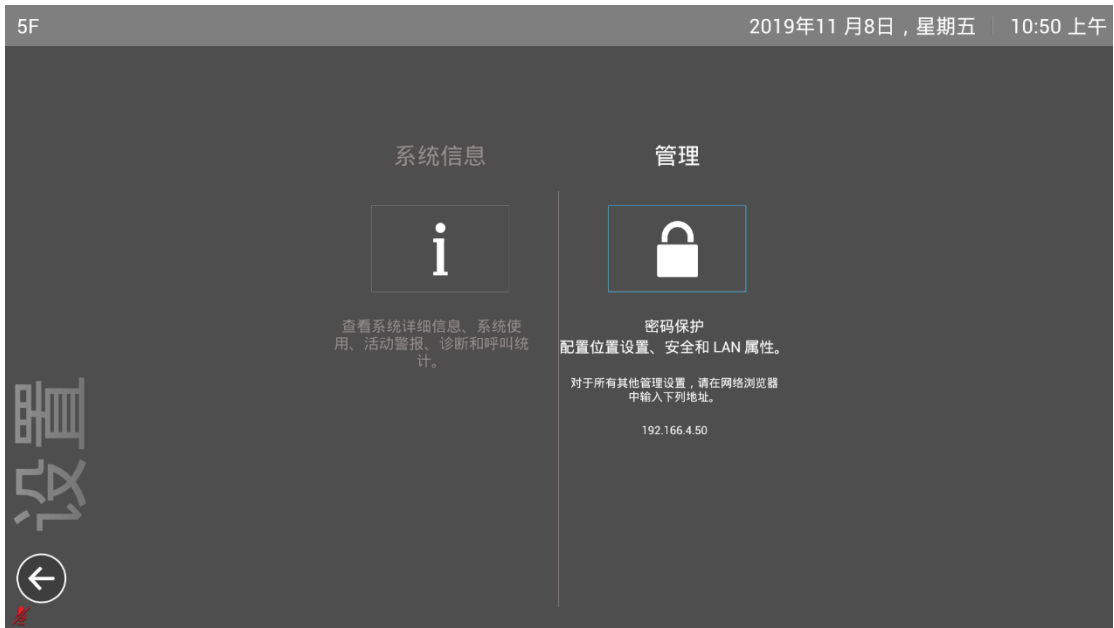 5F
2019年11 月8日，星期五
10:50 上午
系统信息
管理
i
查看系统详细信息、系统使
用、活动警报、诊断和呼叫统
计。
密码保护
配置位置设置、安全和 LAN 属性。
对于所有其他管理设置，请在网络浏览器
中输入下列地址。
192.166.4.50
设置